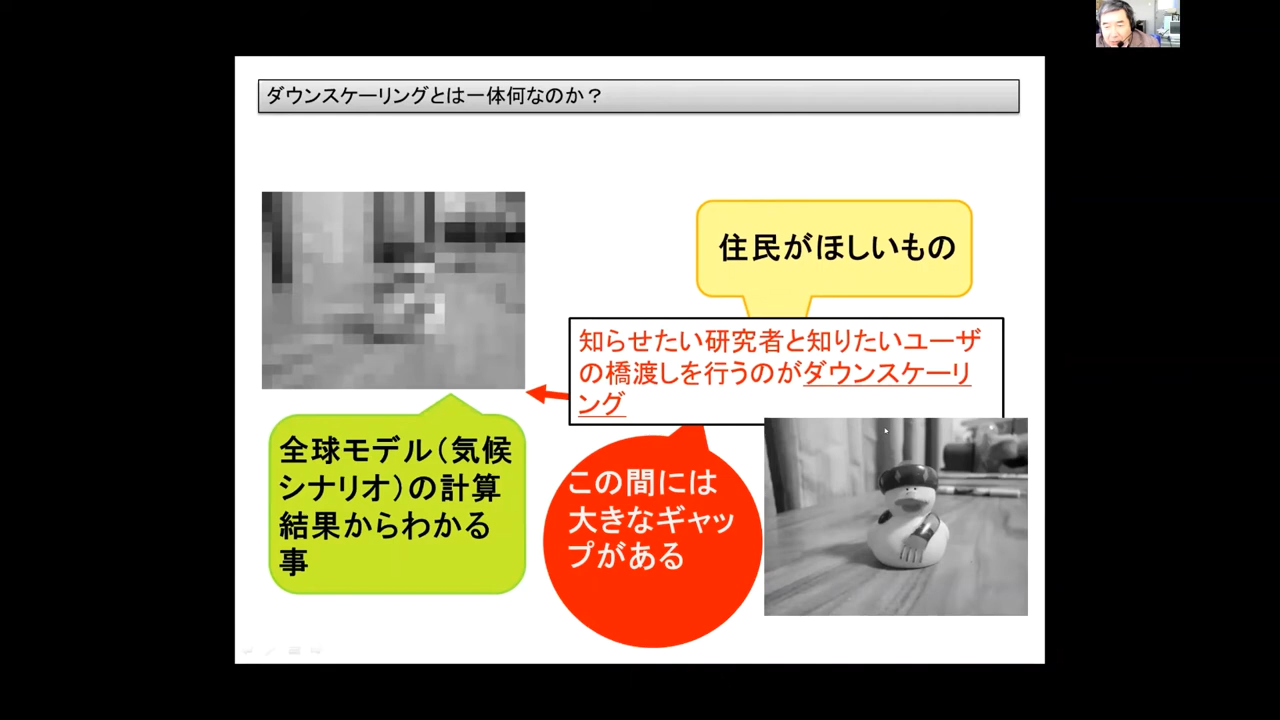 ダウンスケーリングとは一体何なのか？
住民がほしいもの
知らせたい研究者と知りたいユーザ
の橋渡しを行うのがダウンスケーリ
ング
全球モデル（気候
シナリオ）の計算
結果からわかる
事
この間には
大きなギャッ
プがある